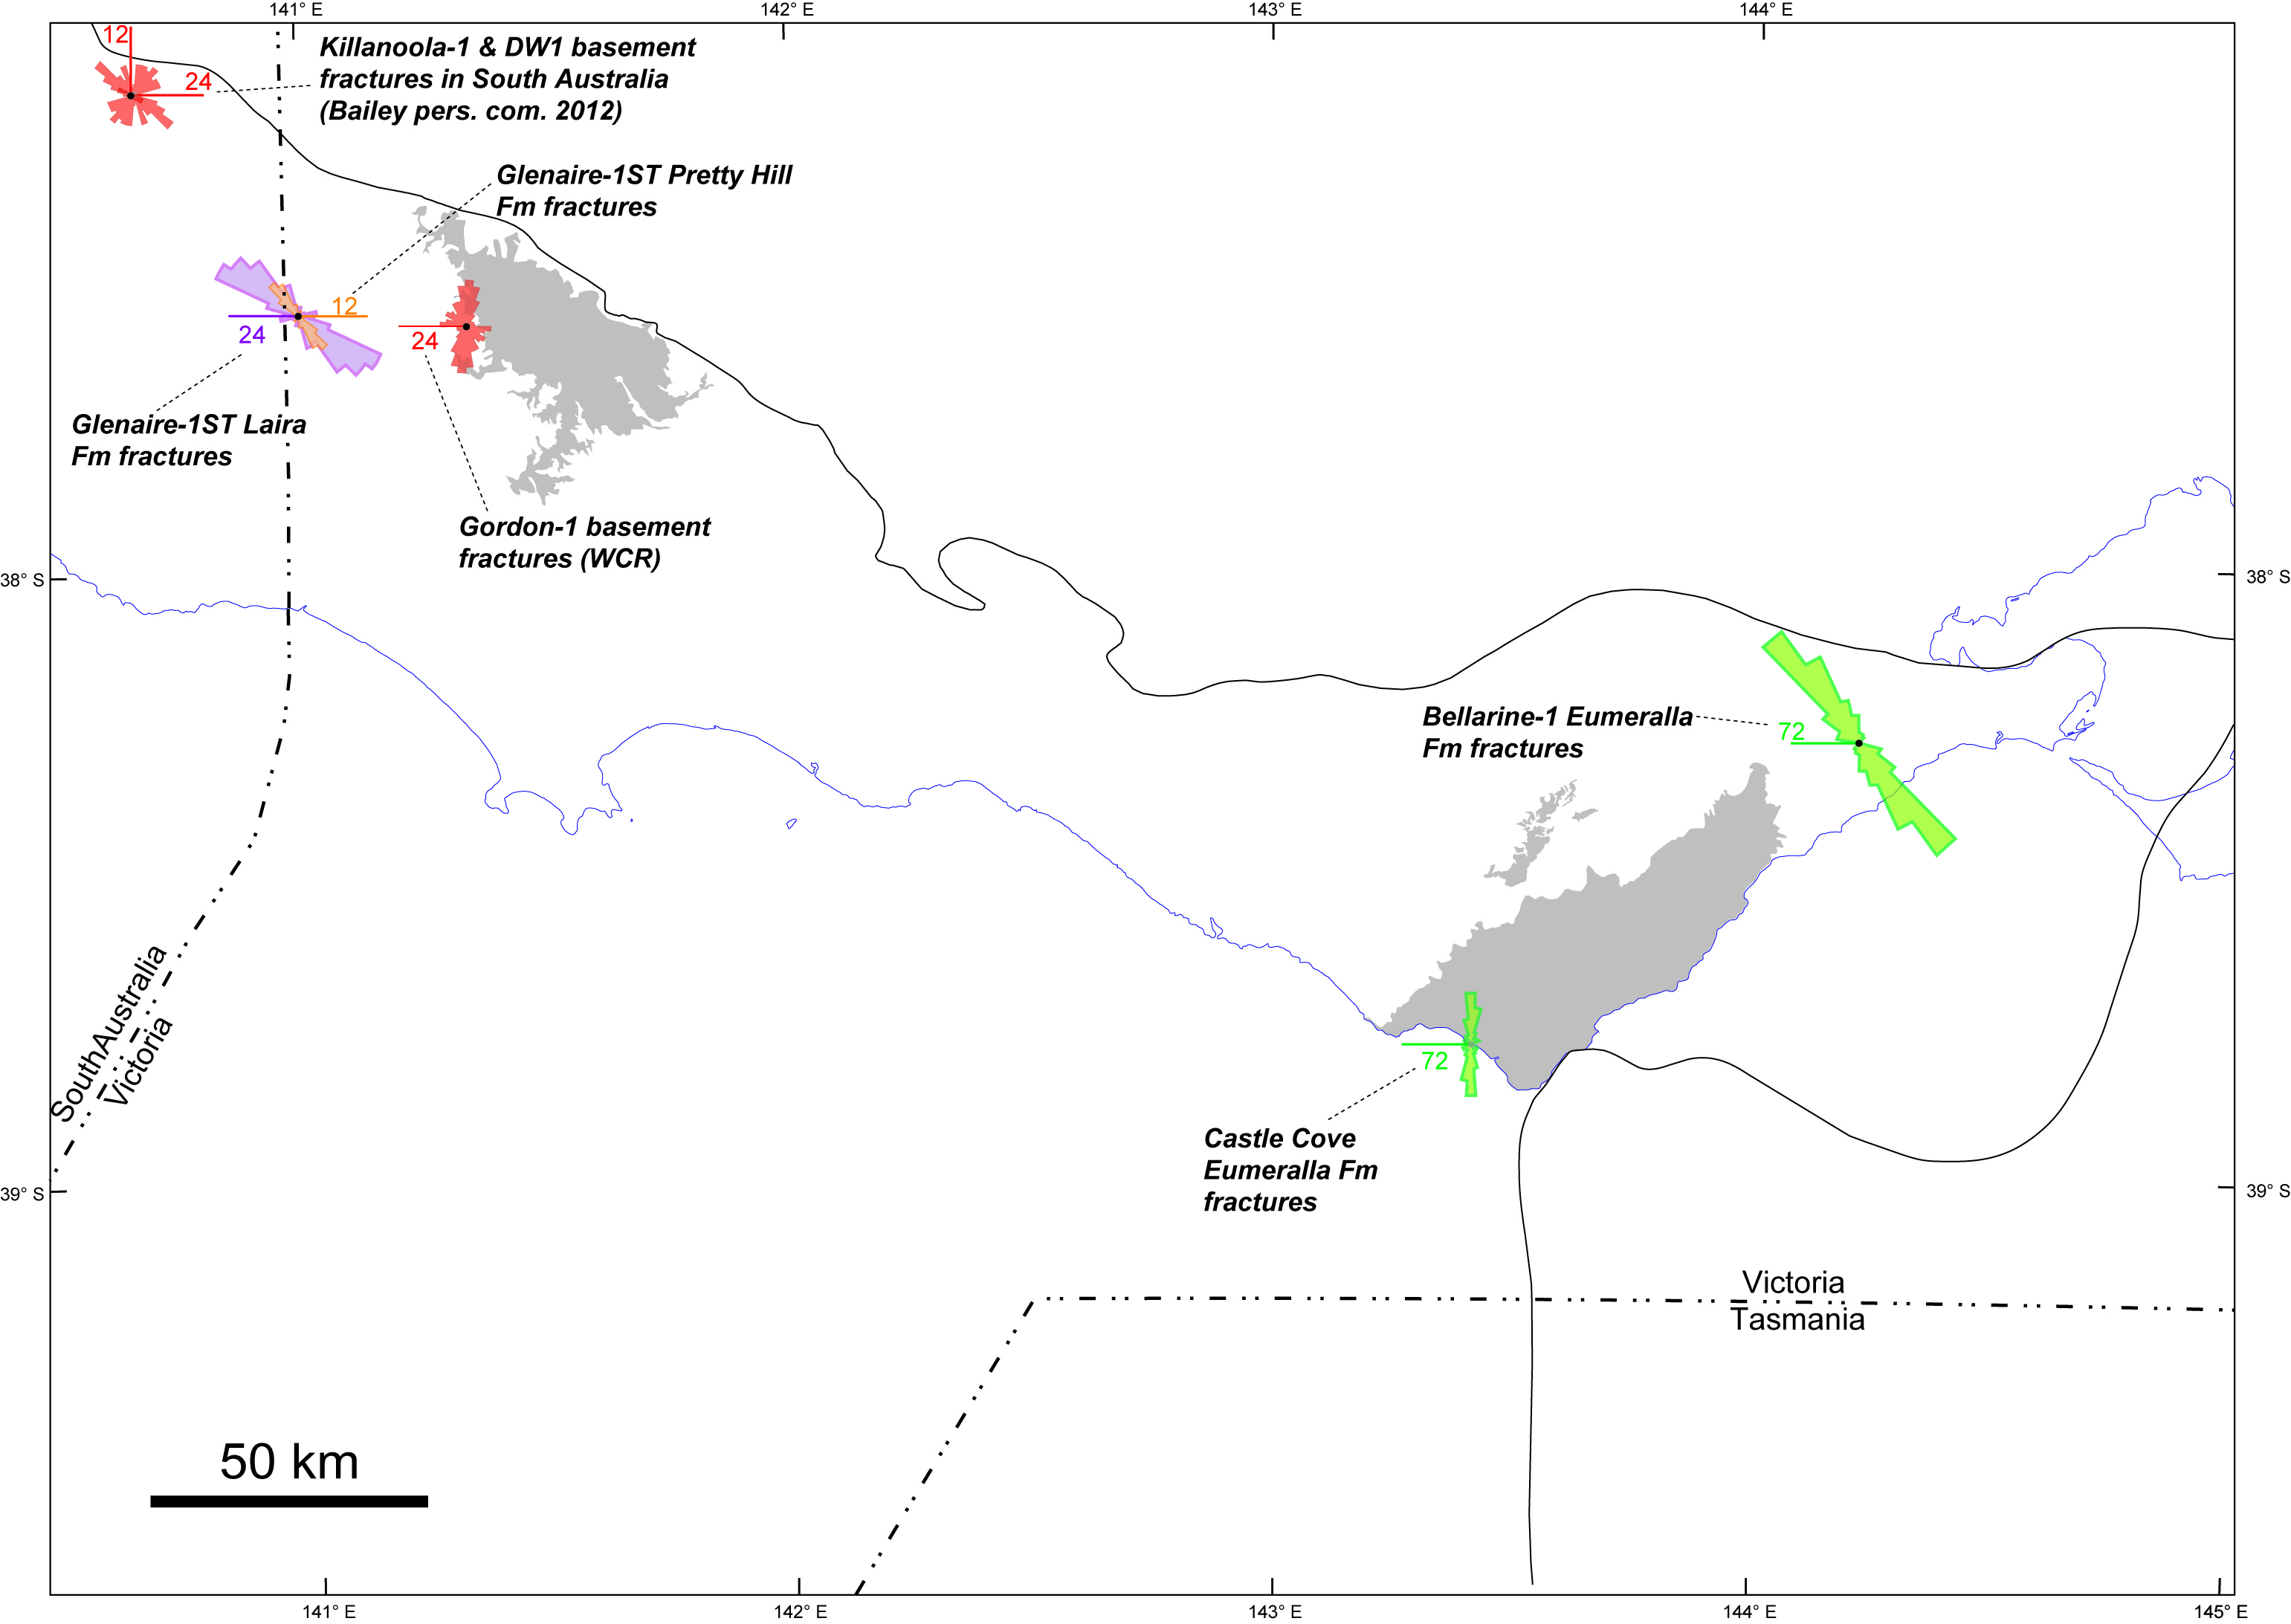 141° E
142° E
143° E
144° E
12
24
Killanoola-1 & DW1 basement
fractures in South Australia
(Bailey pers. com. 2012)
Glenaire-1ST Pretty Hill
Fm fractures
12
24
24
Glenaire-1ST Laira
Fm fractures
Gordon-1 basement
fractures (WCR)
38° S
38° S
Bellarine-1 Eumeralla
Fm fractures
72
SouthAustralia
Victoria
72
Castle Cove
Eumeralla Fm
fractures
39° S
39° S
Victoria
Tasmania
50 km
141° E
142° E
143° E
144° E
145° E